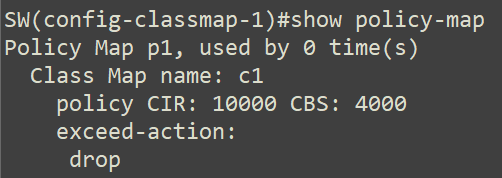 SW(config-classmap-1)#show policy-map
Policy Map p1, used by 0 time(s)
Class Map name: c1
policy CIR: 10000 CBS: 4000
exceed-action:
drop